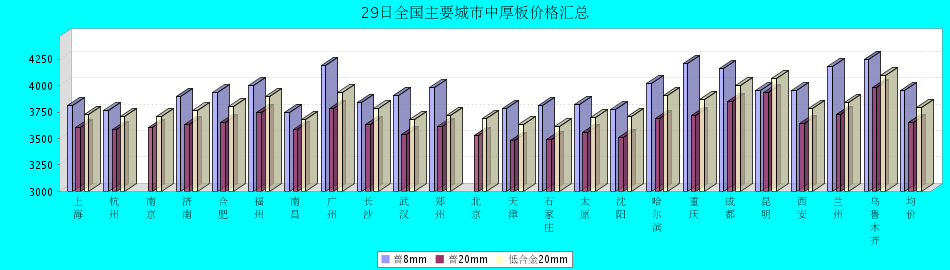 29日全国主要城市中厚板价格汇总
4250
4000
3750
3500
3250
3000
上海 杭州 南京 济南 合肥 福州 南昌 广州 长沙 武汉 郑州 北京 天津 石家庄 太原 沈阳 哈尔滨 重庆 成都 昆明 西安 兰州 乌鲁木齐 均价
普8mm 普20mm 低合金20mm